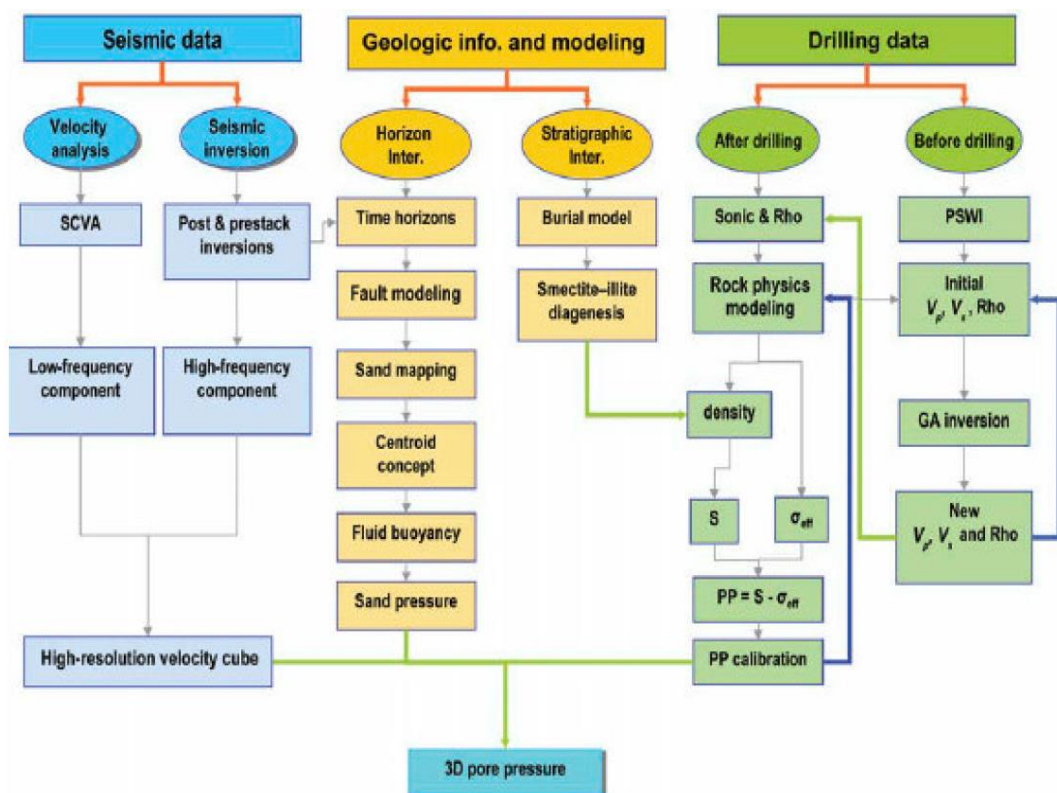 Seismic data
Geologic info. and modeling
Drilling data
Velocity
analysis
Seismic
inversion
Horizon
Inter.
Stratigraphic
Inter.
After drilling
Before drilling
SCVA
Post & prestack
inversions
Time horizons
Burial model
Sonic & Rho
PSWI
Fault modeling
Smectite–illite
diagenesis
Rock physics
modeling
Initial
Vp, Vs, Rho
Low-frequency
component
High-frequency
component
Sand mapping
density
GA inversion
Centroid
concept
Fluid buoyancy
S
σeff
New
Vp, Vs and Rho
Sand pressure
PP = S - σeff
High-resolution velocity cube
PP calibration
3D pore pressure